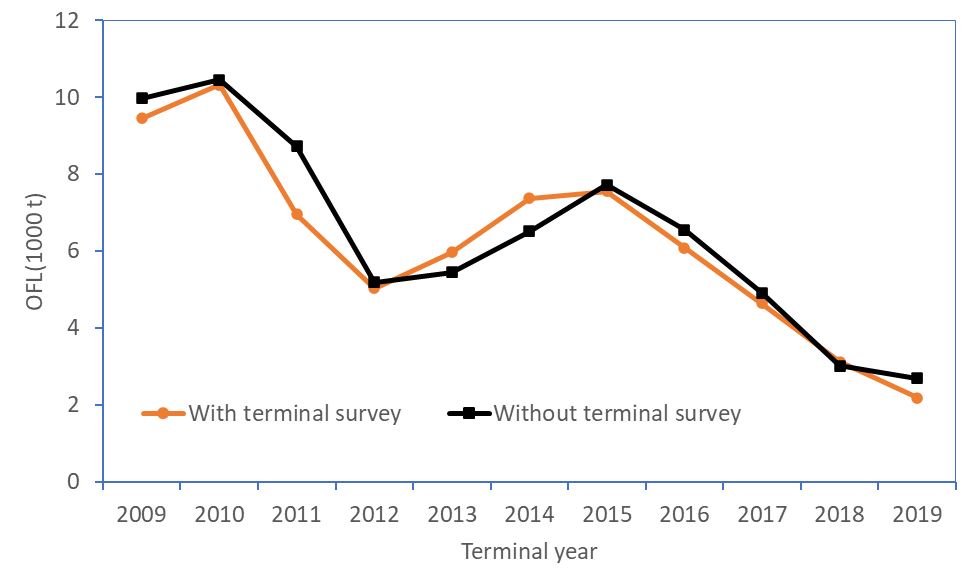 12
10
8
6
4
2
0
OFL(1000 t)
With terminal survey
Without terminal survey
2009 2010 2011 2012 2013 2014 2015 2016 2017 2018 2019
Terminal year